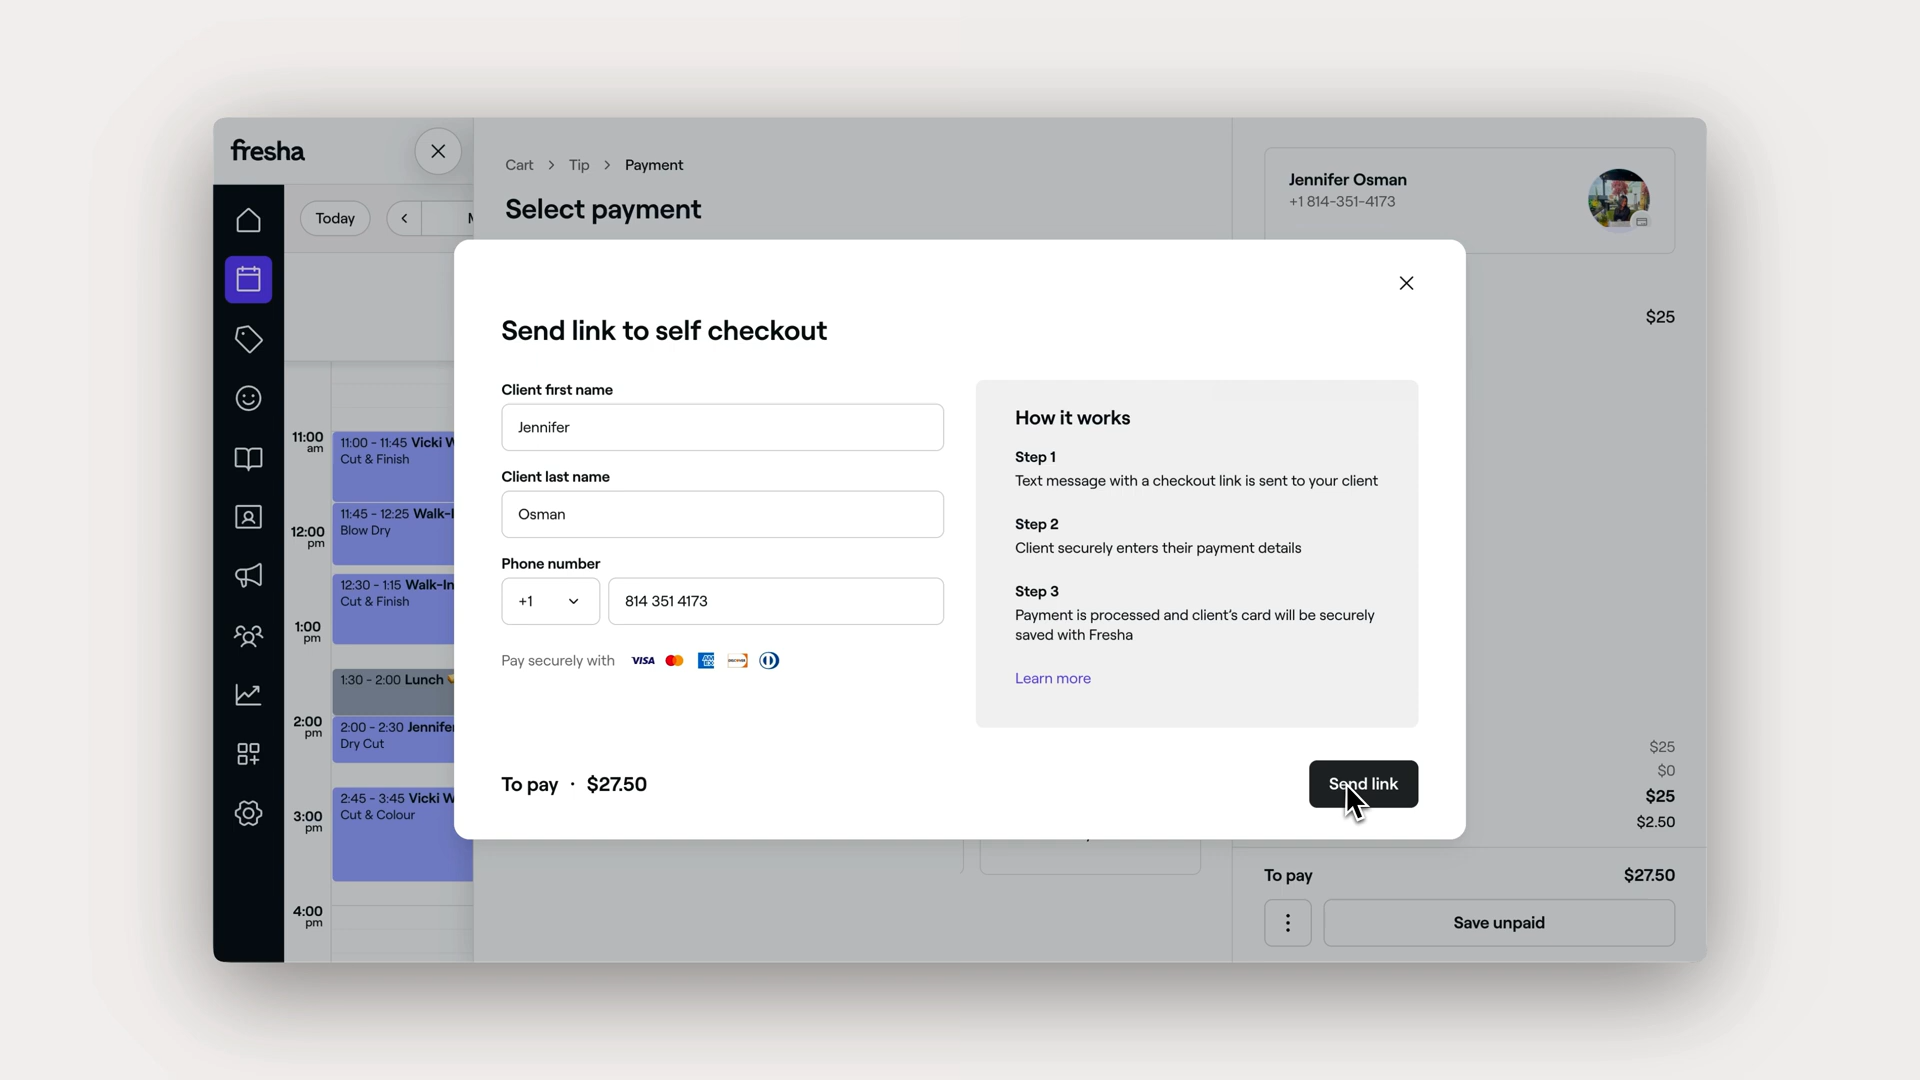 fresha
Today
Cart > Tip > Payment
Select payment
Jennifer Osman
+1 814-351-4173
$25
11:00
am
12:00
pm
1:00
pm
2:00
pm
3:00
pm
4:00
pm
11:00 - 11:45 Vicki
Cut & Finish
11:45 - 12:25
Blow Dry
12:30 - 1:15 Walk-In
Cut & Finish
1:30 - 2:00 Lunch
2:00 - 2:30
Dry Cut
2:45 - 3:45 Vicki
Cut & Colour
Send link to self checkout
Client first name
Jennifer
Client last name
Osman
Phone number
+1
814 351 4173
Pay securely with VISA
How it works
Step 1
Text message with a checkout link is sent to your client
Step 2
Client securely enters their payment details
Step 3
Payment is processed and client's card will be securely
saved with Fresha
Learn more
To pay · $27.50
Send link
$25
$0
$25
$2.50
To pay $27.50
Save unpaid